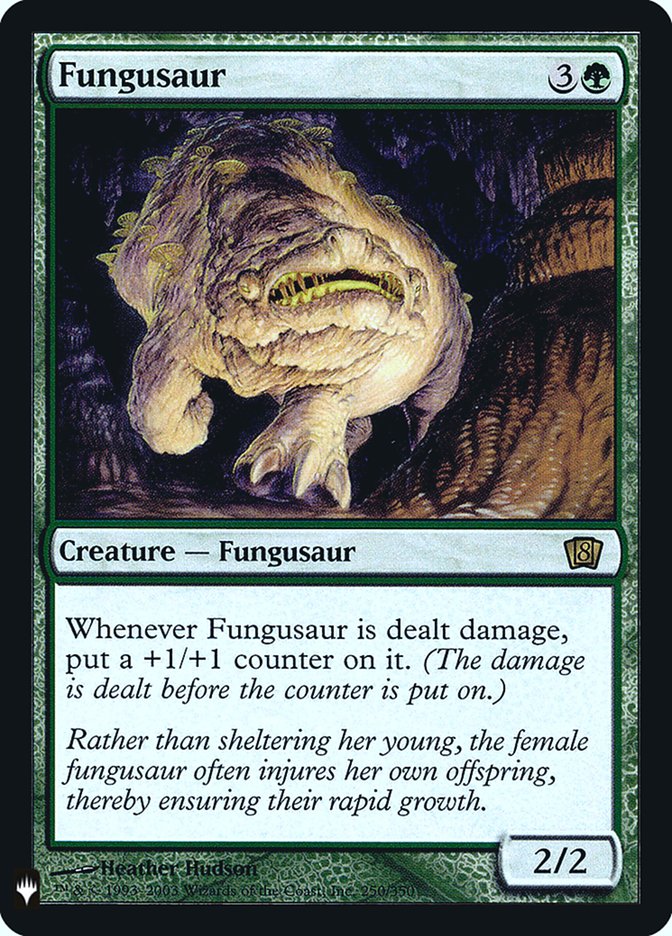 Fungusaur 3
Creature — Fungusaur 8
Whenever Fungusaur is dealt damage,
put a +1/+1 counter on it. (The damage
is dealt before the counter is put on.)
Rather than sheltering her young, the female
fungusaur often injures her own offspring,
thereby ensuring their rapid growth.
2/2
Heather Hudson
™ & © 1993–2003 Wizards of the Coast, Inc. 250/350